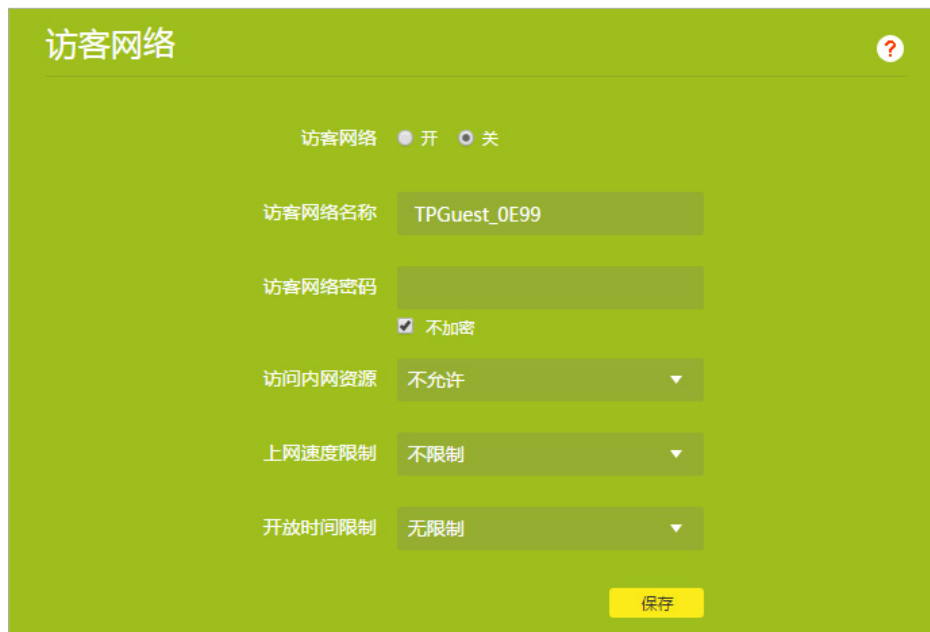 访客网络
?
访客网络 开 关
访客网络名称 TPGuest_0E99
访客网络密码
不加密
访问内网资源 不允许
上网速度限制 不限制
开放时间限制 无限制
保存